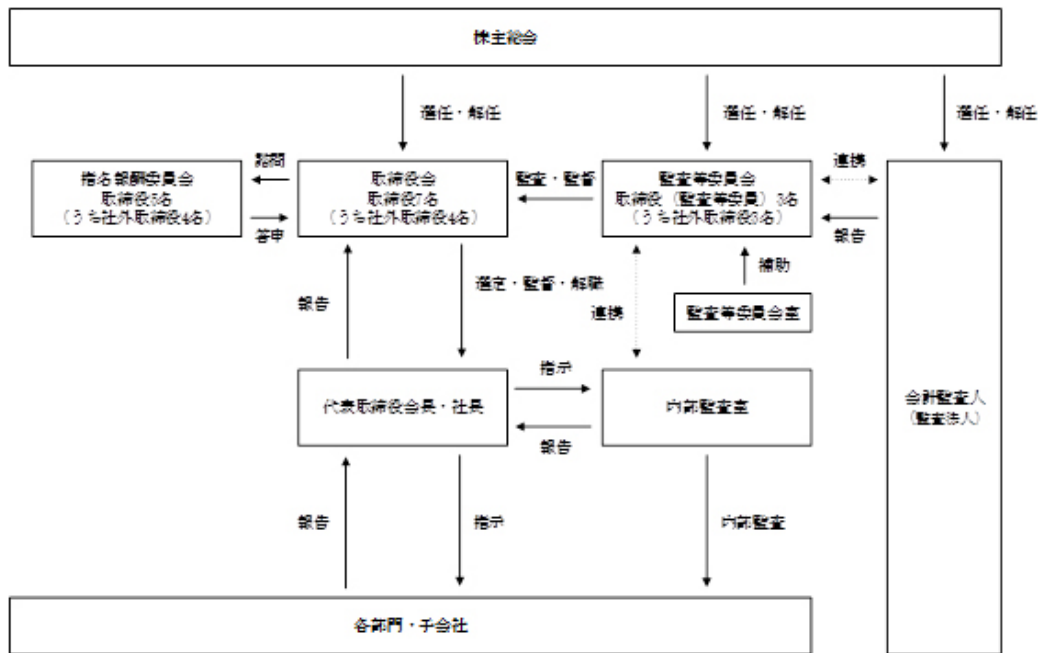 株主総会
選任・解任
選任・解任
選任・解任
指名報酬委員会
取締役5名
（うち社外取締役4名）
諮問
答申
取締役会
取締役7名
（うち社外取締役4名）
監査・監督
監査等委員会
取締役（監査等委員）3名
（うち社外取締役3名）
連携
報告
補助
監査等委員会室
報告
選定・監督・解職
連携
代表取締役会長・社長
指示
報告
内部監査室
会計監査人
（監査法人）
報告
指示
内部監査
各部門・子会社